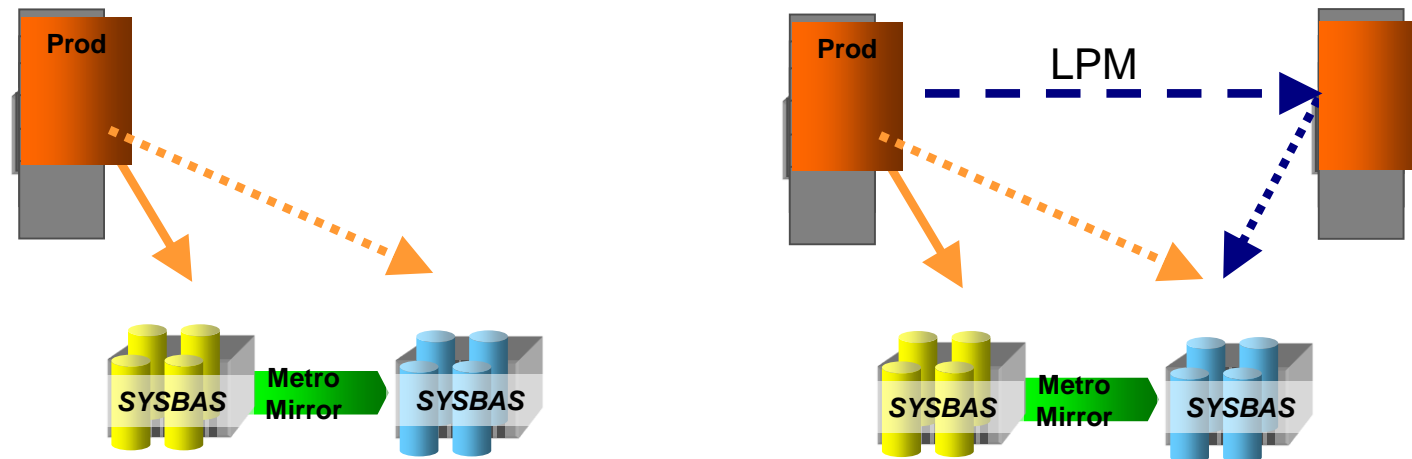 Prod
SYSBAS
Metro
Mirror
SYSBAS
Prod
LPM
SYSBAS
Metro
Mirror
SYSBAS